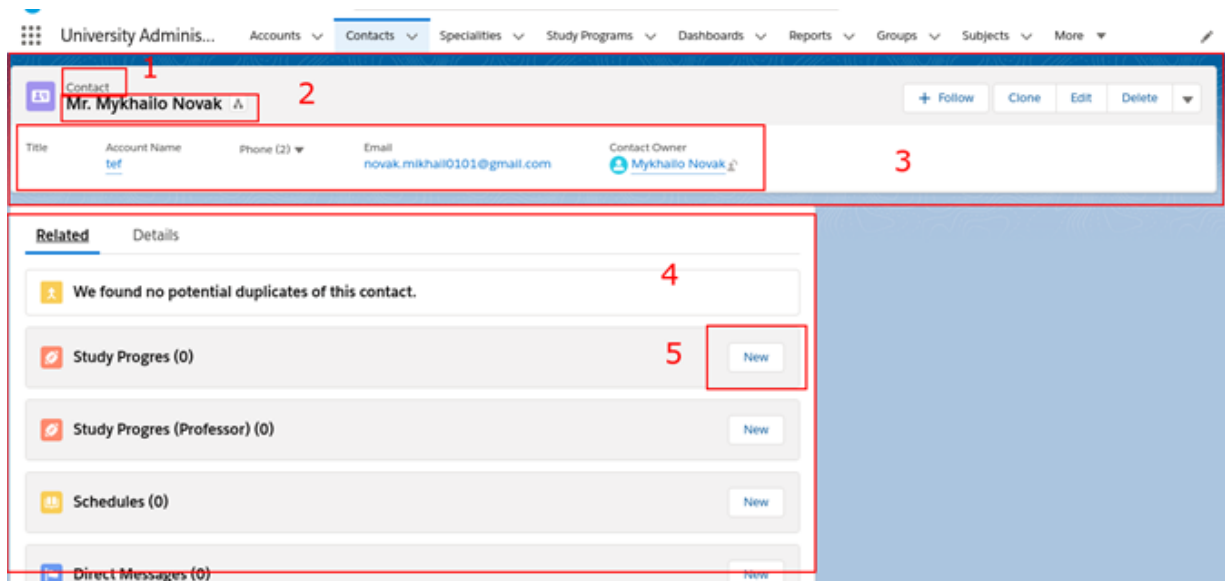 University Adminis... Accounts Contacts Specialities Study Programs Dashboards Reports Groups Subjects More
1
Contact
Mr. Mykhailo Novak
2
+ Follow Clone Edit Delete
Title Account Name Phone (2) Email Contact Owner
tef novak.mikhail0101@gmail.com Mykhailo Novak
3
Related Details
4
We found no potential duplicates of this contact.
Study Progres (0) 5 New
Study Progres (Professor) (0) New
Schedules (0) New
Direct Messages (0) New